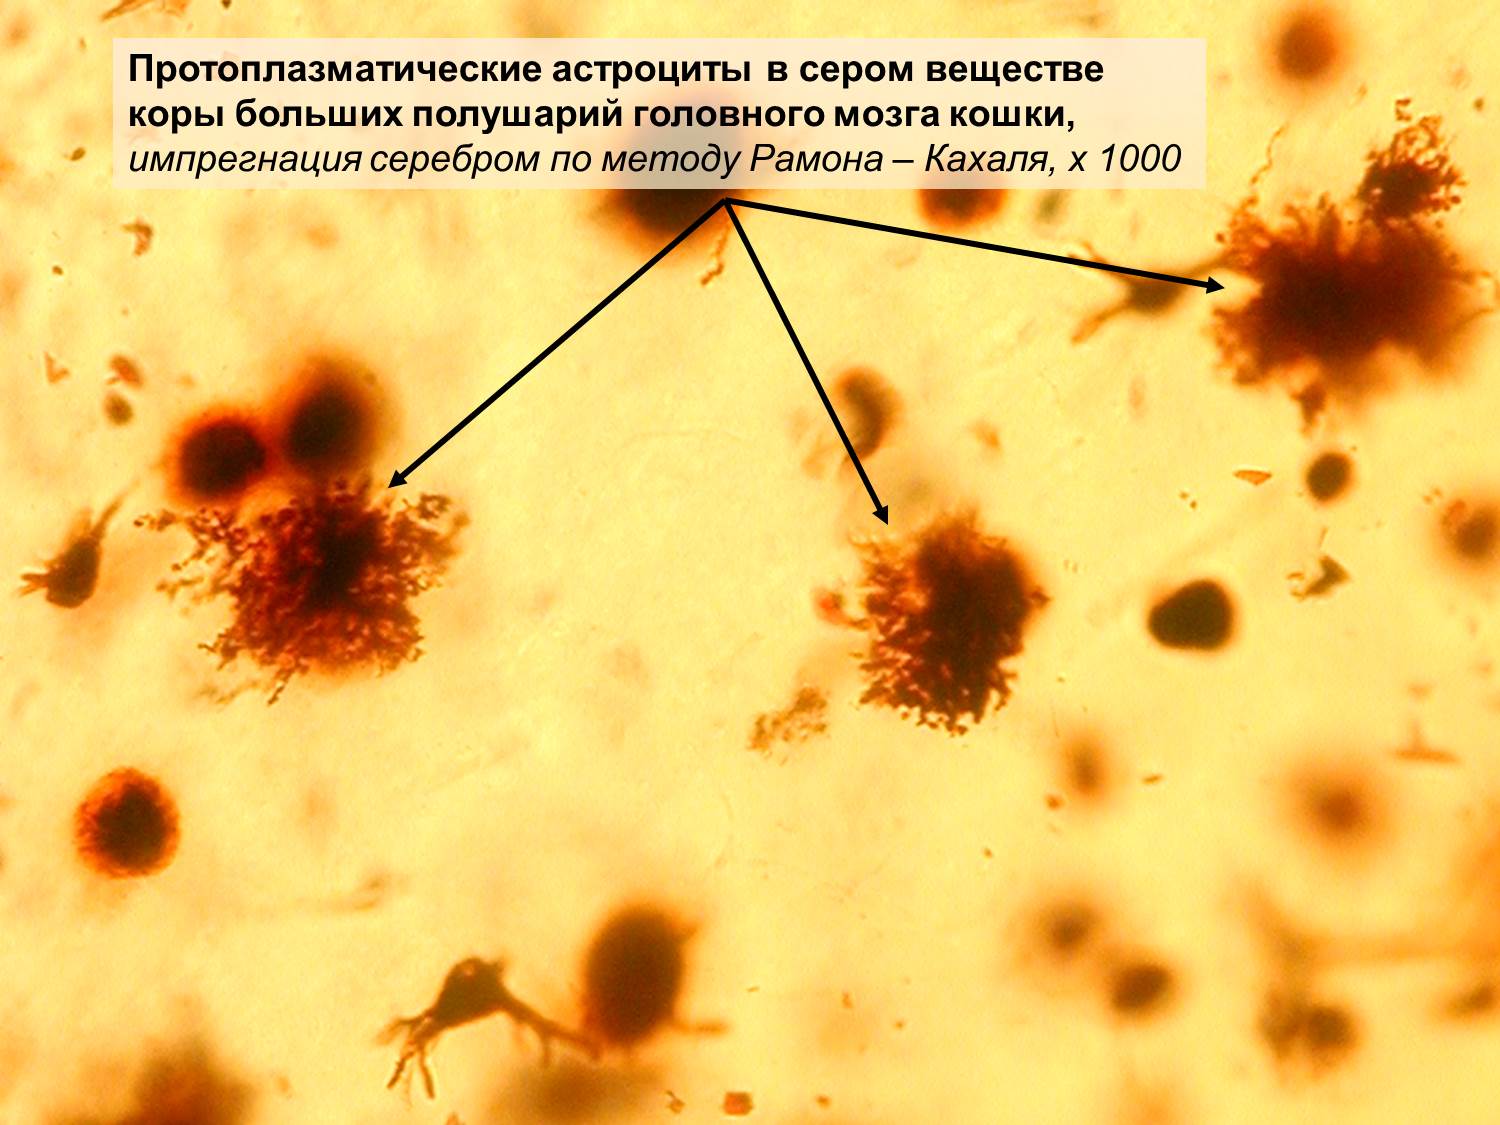 Протоплазматические астроциты в сером веществе
коры больших полушарий головного мозга кошки,
импрегнация серебром по методу Рамона – Кахаля, х 1000